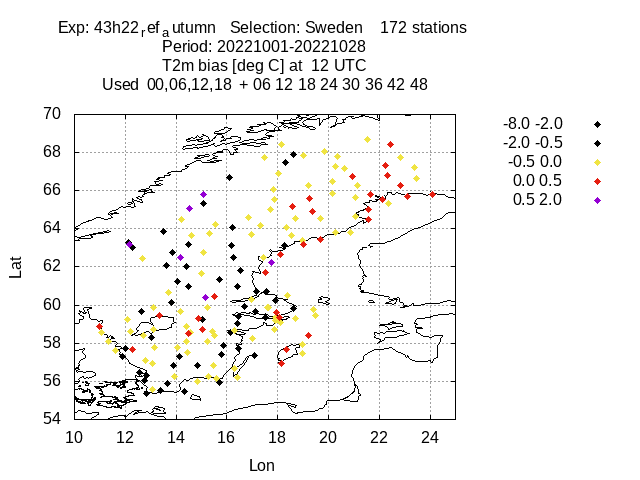 Exp: 43h22ref a utumn Selection: Sweden 172 stations
Period: 20221001-20221028
T2m bias [deg C] at 12 UTC
Used 00,06,12,18 + 06 12 18 24 30 36 42 48
-8.0 -2.0
-2.0 -0.5
-0.5 0.0
0.0 0.5
0.5 2.0
70
68
66
64
62
60
58
56
54
Lat
10 12 14 16 18 20 22 24
Lon